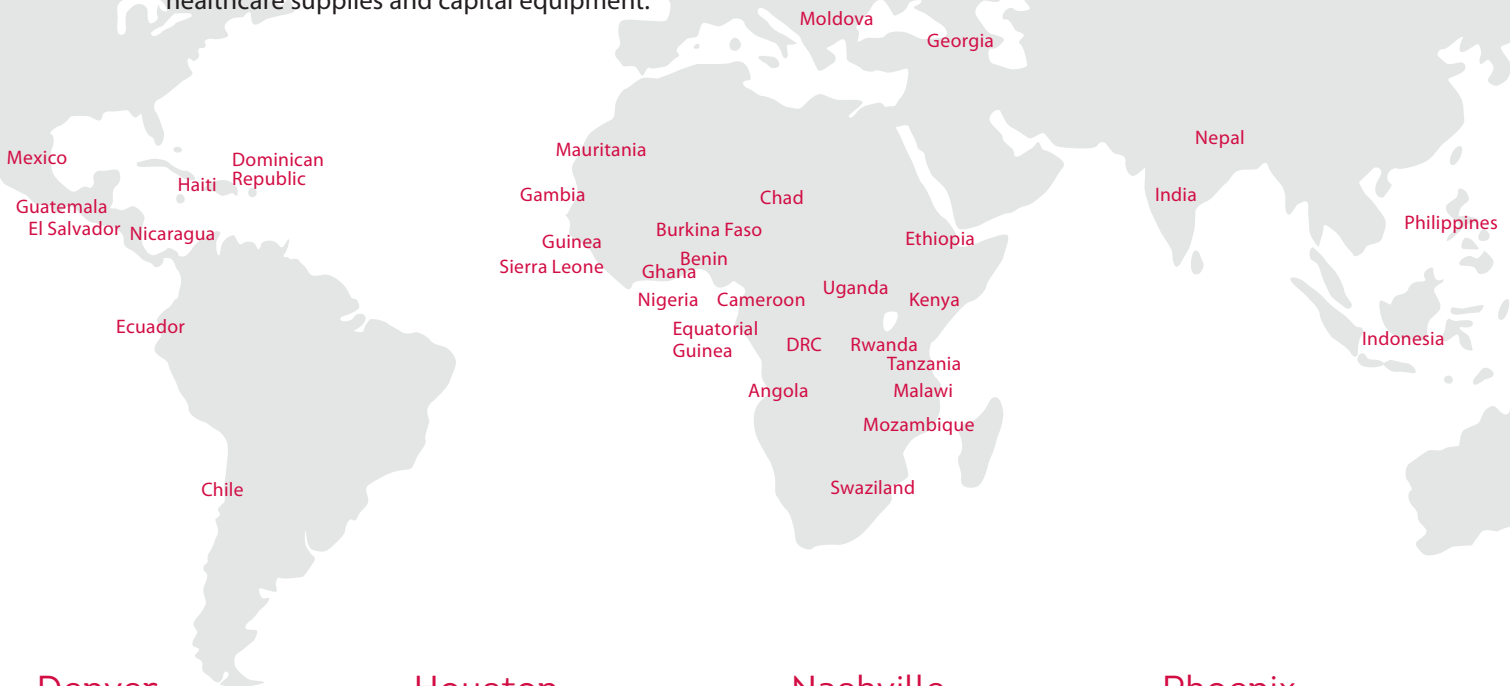 healthcare supplies and capital equipment.
Moldova
Georgia
Nepal
Mauritania
Mexico
Dominican
Republic
Haiti
Gambia
Chad
India
Guatemala
El Salvador
Nicaragua
Burkina Faso
Ethiopia
Philippines
Guinea
Benin
Sierra Leone
Ghana
Uganda
Nigeria
Cameroon
Kenya
Ecuador
Equatorial
Guinea
DRC
Rwanda
Indonesia
Tanzania
Angola
Malawi
Mozambique
Chile
Swaziland
Denver
Houston
Nashville
Phoenix